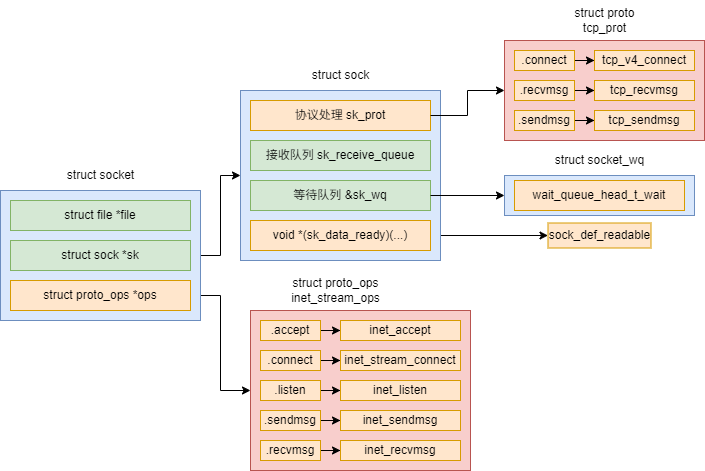 struct socket
struct file *file
struct sock *sk
struct proto_ops *ops
struct sock
协议处理 sk_prot
接收队列 sk_receive_queue
等待队列 &sk_wq
void *(sk_data_ready)(...)
struct proto
tcp_prot
.connect
tcp_v4_connect
.recvmsg
tcp_recvmsg
.sendmsg
tcp_sendmsg
struct socket_wq
wait_queue_head_t_wait
sock_def_readable
struct proto_ops
inet_stream_ops
.accept
inet_accept
.connect
inet_stream_connect
.listen
inet_listen
.sendmsg
inet_sendmsg
.recvmsg
inet_recvmsg